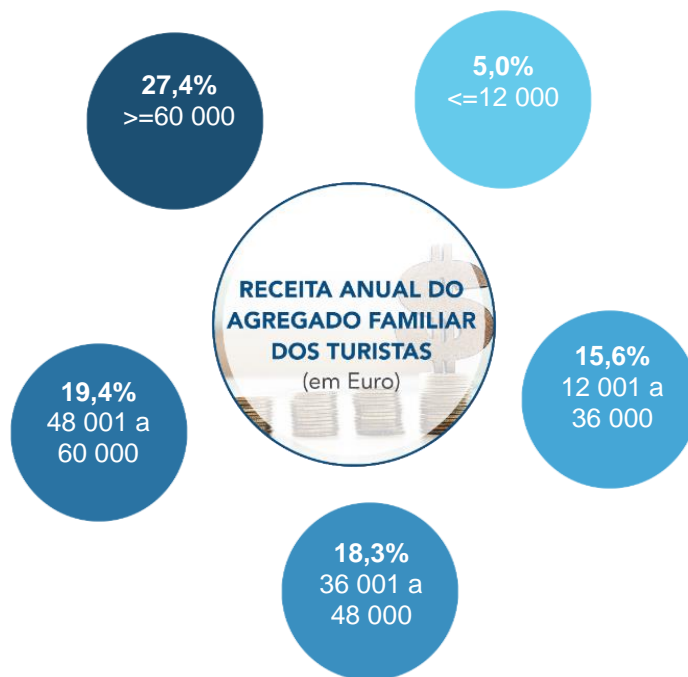 27,4%
>=60 000
5,0%
<=12 000
RECEITA ANUAL DO
AGREGADO FAMILIAR
DOS TURISTAS
(em Euro)
15,6%
12 001 a
36 000
19,4%
48 001 a
60 000
18,3%
36 001 a
48 000